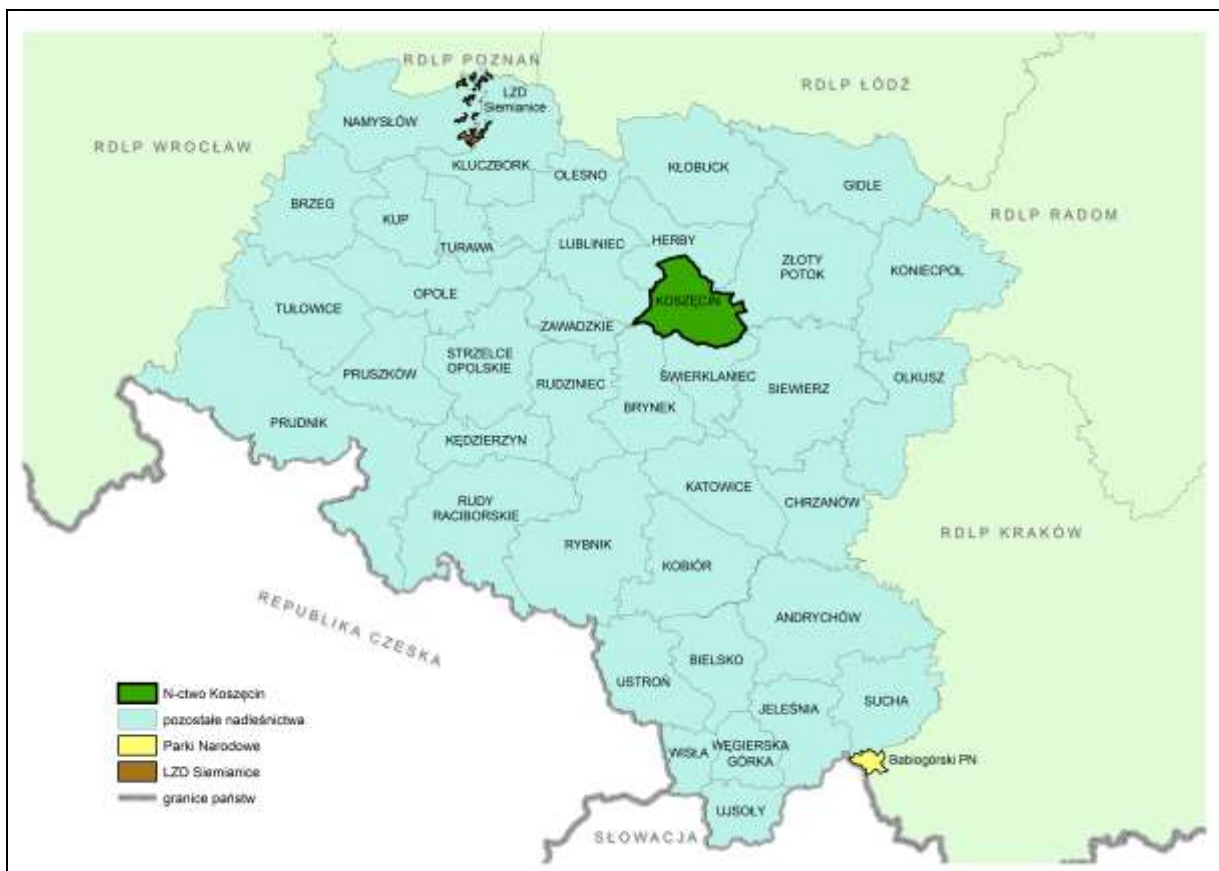 RDLP POZNAŃ
RDLP ŁÓDŹ
LZD
Siemianice
NAMYSŁÓW
RDLP WROCŁAW
KLUCZBORK
OLESNO
KŁOBUCK
GIDLE
BRZEG
KUP
RDLP RADOM
TURAWA
LUBLINIEC
HERBY
ZŁOTY
POTOK
KONIECPOL
OPOLE
TUŁOWICE
KOSZĘCIN
ZAWADZKIE
STRZELCE
OPOLSKIE
PRUSZKÓW
RUDZINIEC
ŚWIERKLANIEC
SIEWIERZ
OLKUSZ
BRYNEK
PRUDNIK
KĘDZIERZYN
KATOWICE
CHRZANÓW
RUDY
RACIBORSKIE
RYBNIK
KOBIÓR
RDLP KRAKÓW
REPUBLIKA CZESKA
ANDRYCHÓW
BIELSKO
USTROŃ
SUCHA
JELEŚNIA
WISŁA
WĘGIERSKA
GÓRKA
Babiogórski PN
UJSOŁY
SŁOWACJA
N-ctwo Koszęcin
pozostałe nadleśnictwa
Parki Narodowe
LZD Siemianice
granice państw